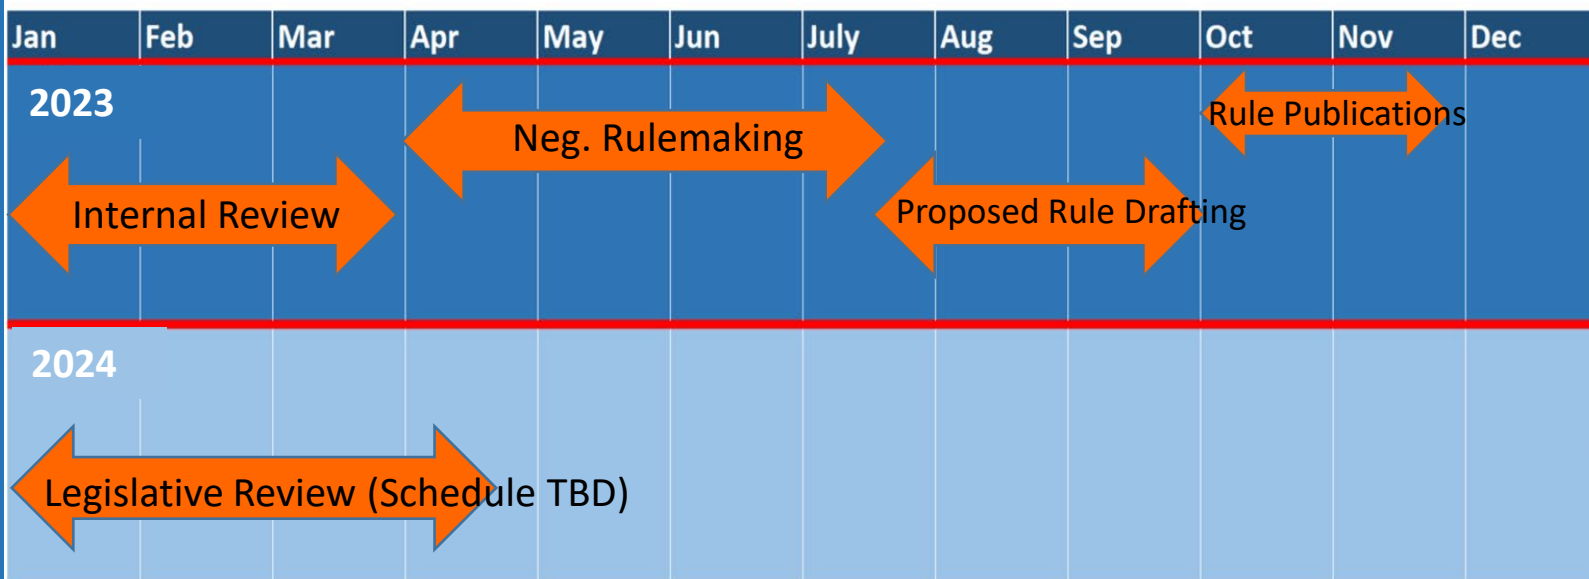 Jan Feb Mar Apr May Jun July Aug Sep Oct Nov Dec
2023
Rule Publications
Neg. Rulemaking
Internal Review
Proposed Rule Drafting
2024
Legislative Review (Schedule TBD)